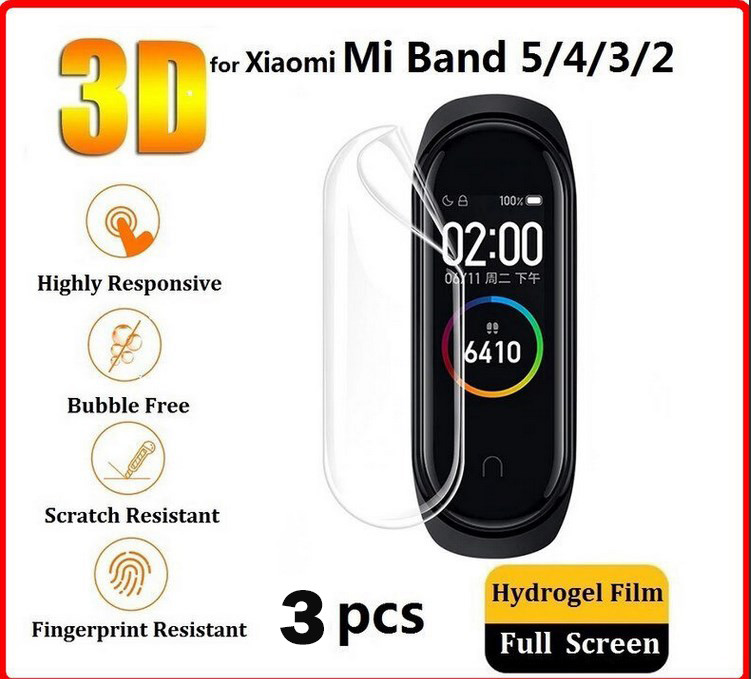 3D for Xiaomi Mi Band 5/4/3/2
100%
02:00
06/11 周二 下午
6410
Highly Responsive
Bubble Free
Scratch Resistant
Fingerprint Resistant
3 pcs
Hydrogel Film
Full Screen